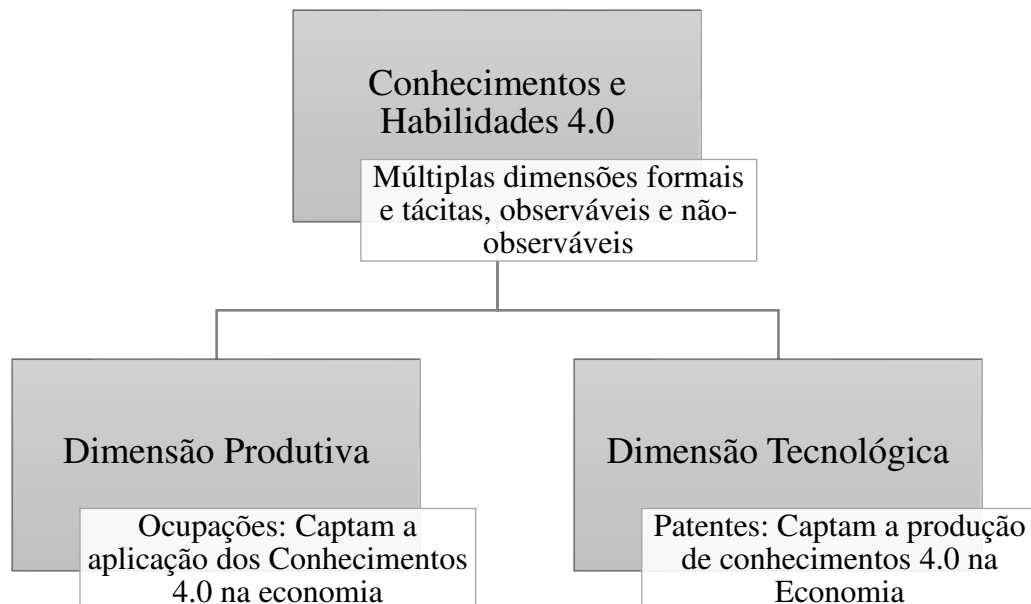 Conhecimentos e
Habilidades 4.0
Múltiplas dimensões formais
e tácitas, observáveis e não-
observáveis
Dimensão Produtiva
Ocupações: Captam a
aplicação dos Conhecimentos
4.0 na economia
Dimensão Tecnológica
Patentes: Captam a produção
de conhecimentos 4.0 na
Economia